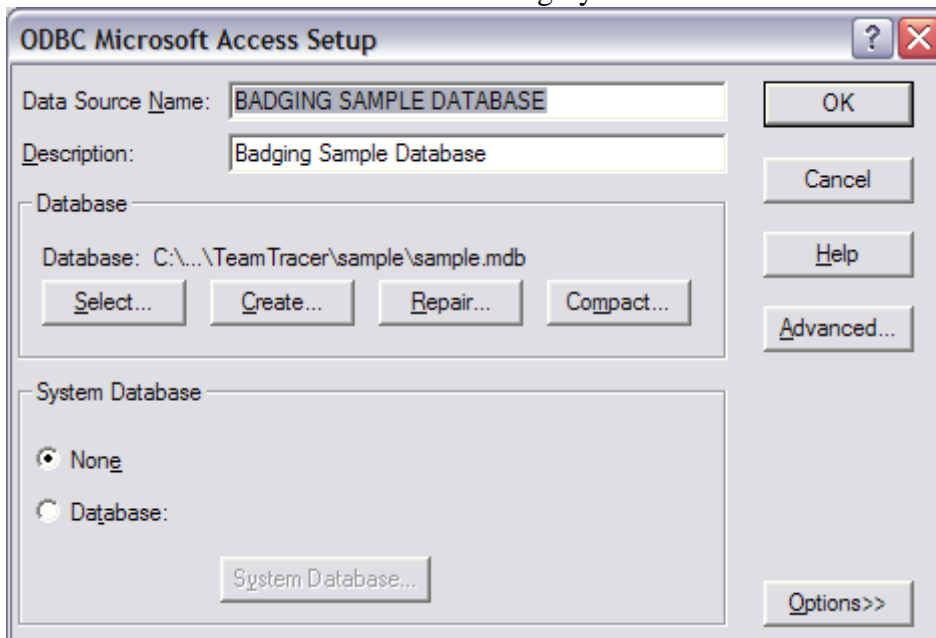 ODBC Microsoft Access Setup
Data Source Name: BADGING SAMPLE DATABASE
OK
Description: Badging Sample Database
Cancel
Database
Database: C:\...\TeamTracer\sample\sample.mdb
Help
Select... Create... Repair... Compact...
Advanced...
System Database
None
Database:
System Database...
Options>>